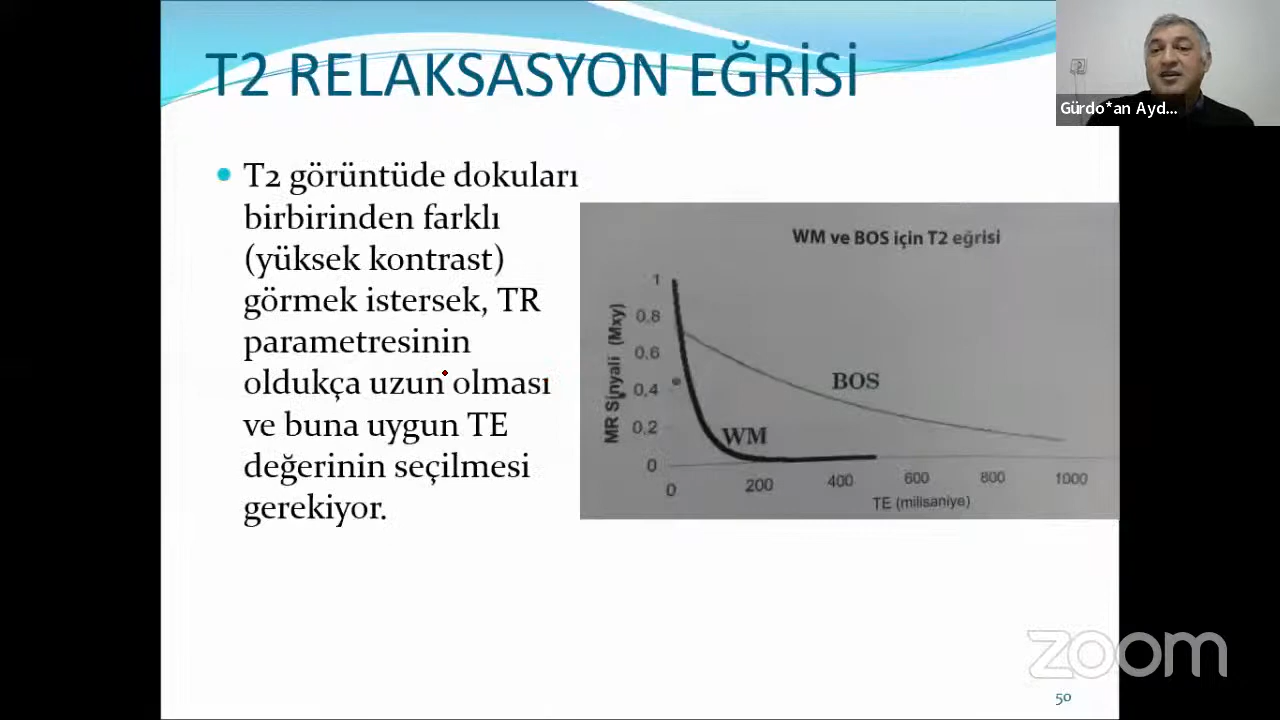 T2 RELAKSASYON EĞRİSİ
Gürdo*an Ayd...
• T2 görüntüde dokuları
birbirinden farklı
(yüksek kontrast)
görmek istersek, TR
parametresinin
oldukça uzun olması
ve buna uygun TE
değerinin seçilmesi
gerekiyor.
WM ve BOS için T2 eğrisi
MR Sinyali (Mxy)
1
0,8
0,6
0,4
0,2
0
BOS
WM
0 200 400 600 800 1000
TE (milisaniye)
zoom
50